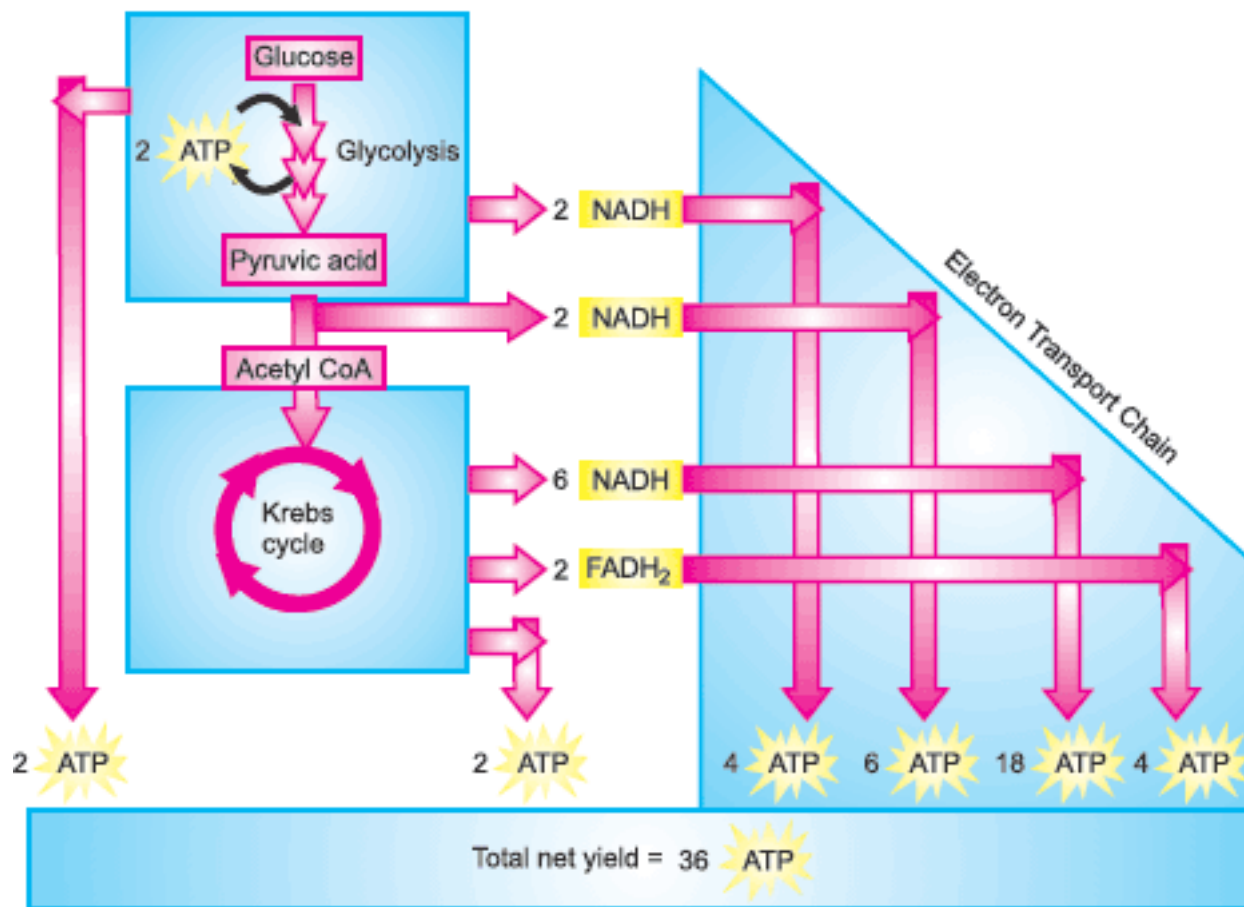 Glucose
2 ATP
Glycolysis
2 NADH
Pyruvic acid
2 NADH
Acetyl CoA
Electron Transport Chain
6 NADH
Krebs
cycle
2 FADH₂
2 ATP
2 ATP
4 ATP
6 ATP
18 ATP
4 ATP
Total net yield = 36 ATP